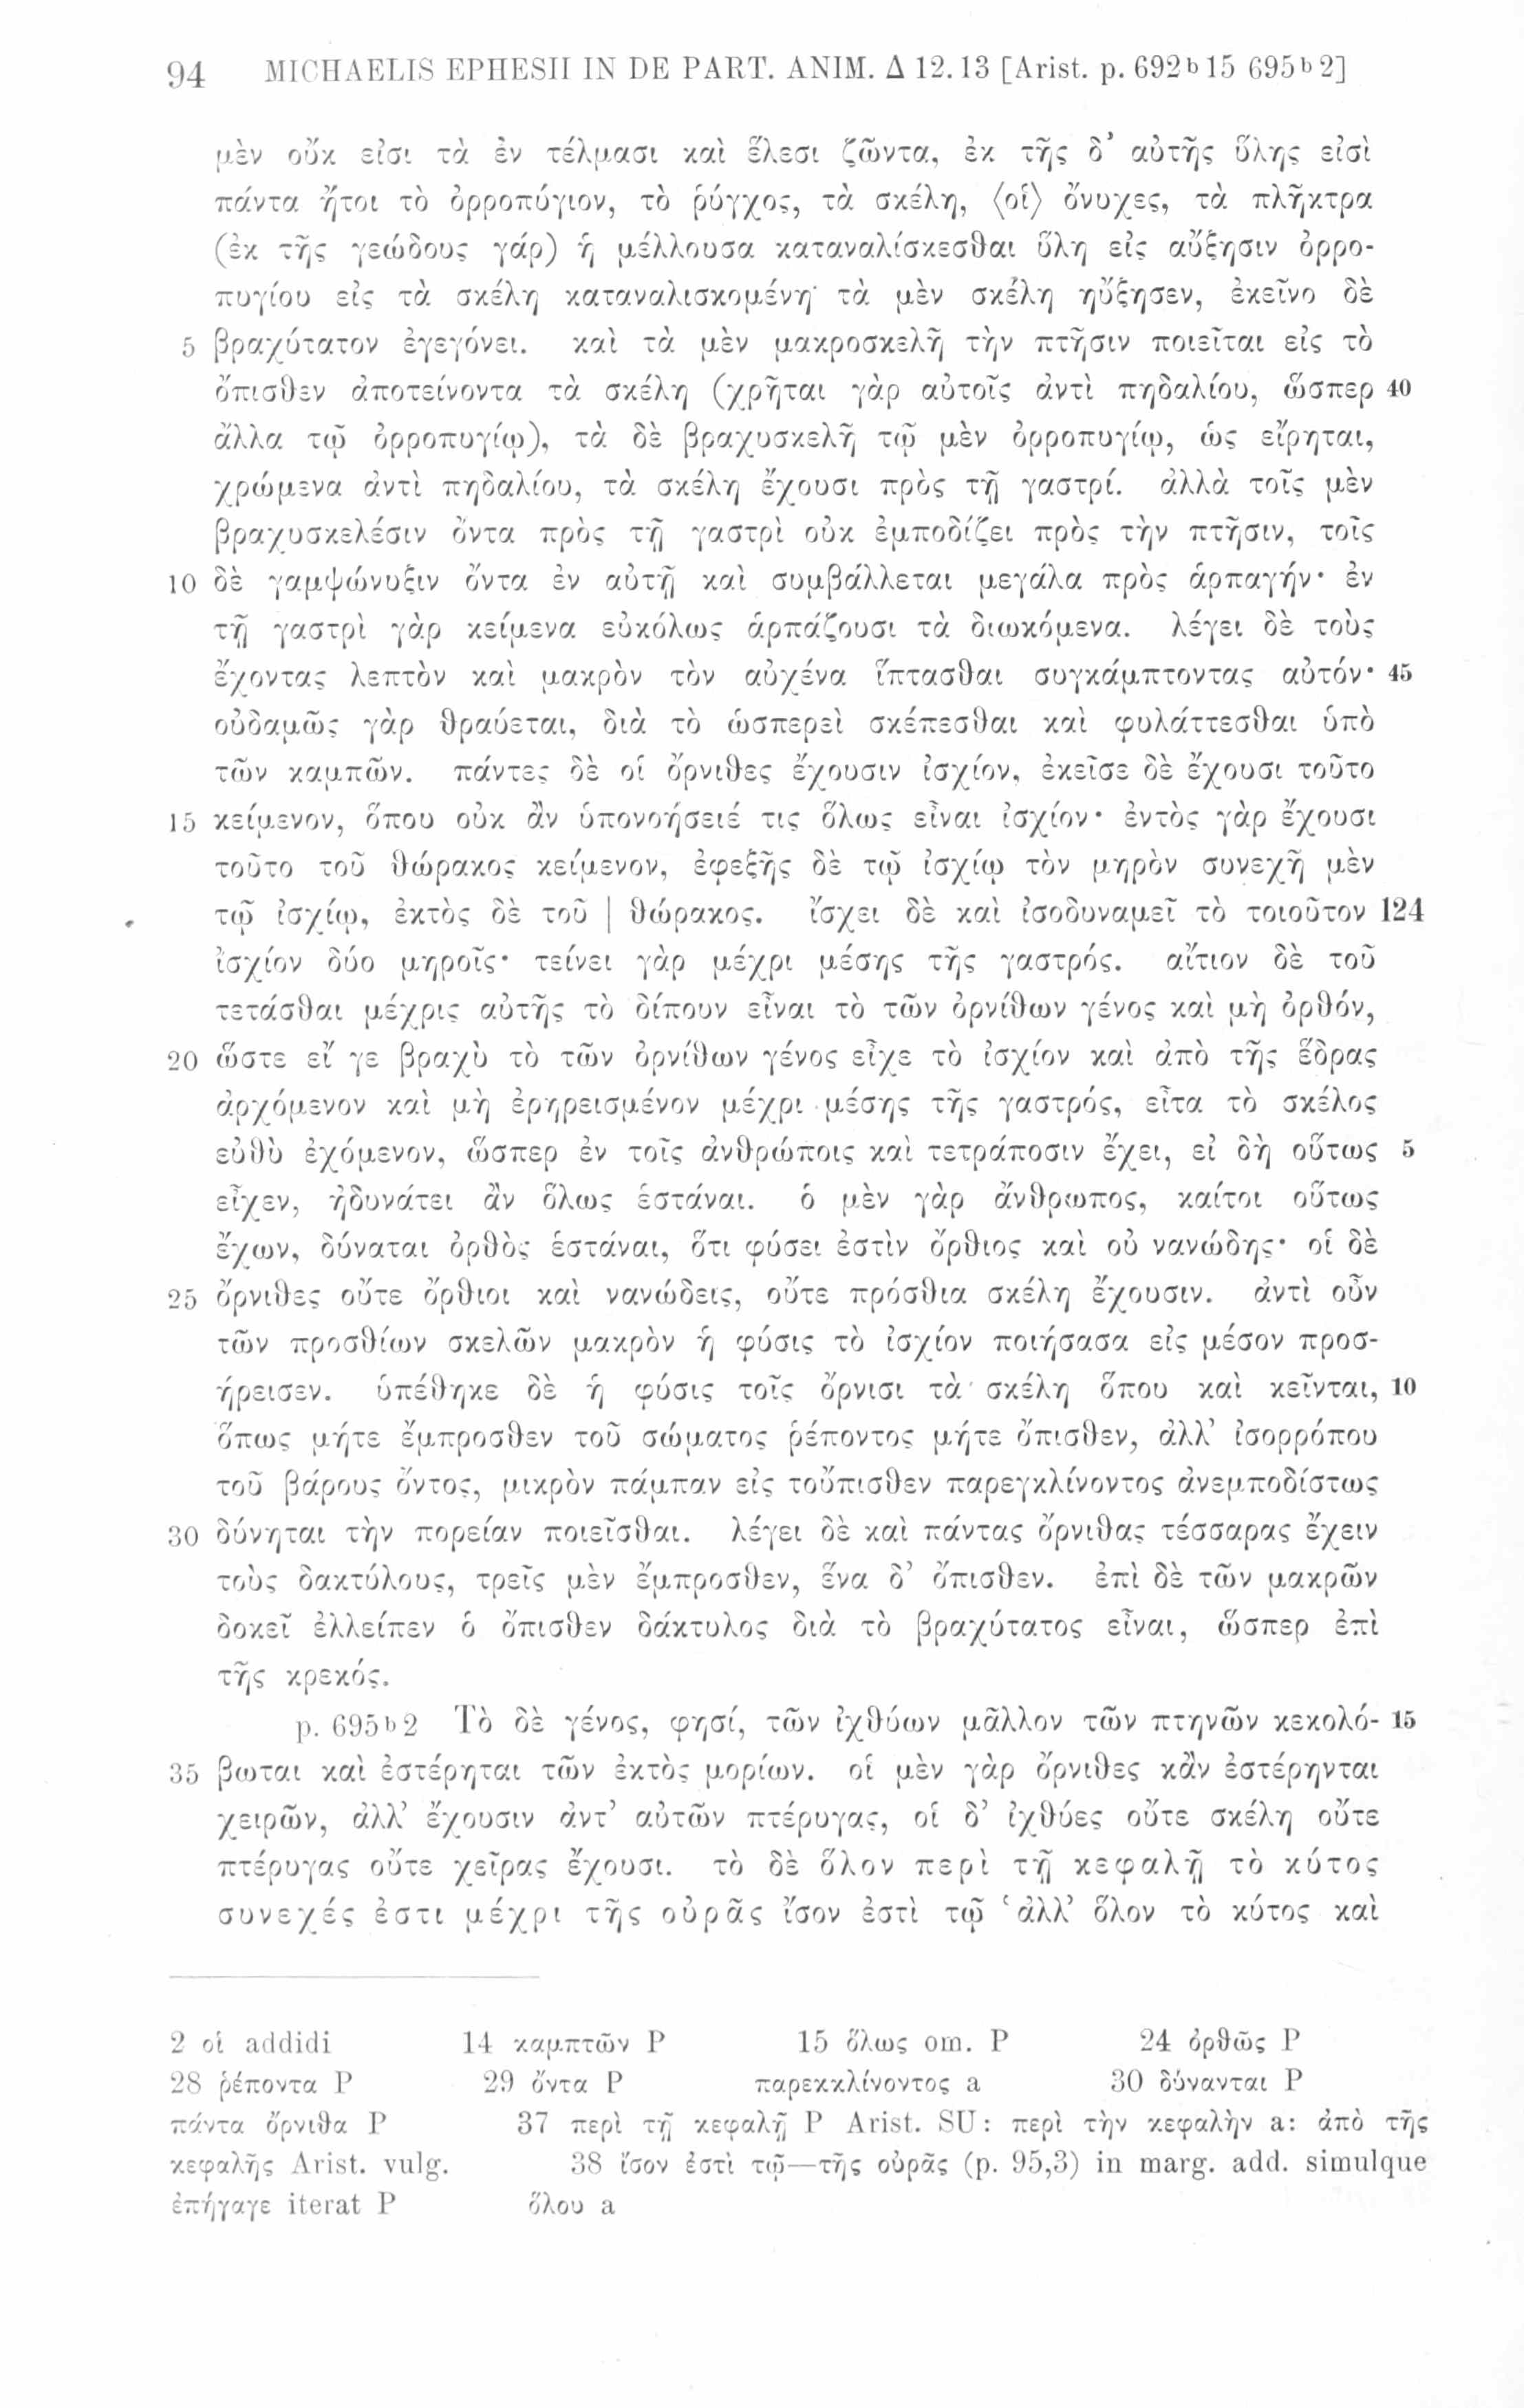 94 MICHAELIS EPHESII IN DE PART. ANIM. Δ 12.13 [Arist. p. 692b15 695b2]
μὲν οὔκ εἰσι τὰ ἐν τέλμασι καὶ ἕλεσι ζῶντα, ἐκ τῆς δ’ αὐτῆς ὕλης εἰσὶ
πάντα ἤτοι τὸ ὀρροπύγιον, τὸ ῥύγχος, τὰ σκέλη, ⟨οἱ⟩ ὄνυχες, τὰ πλῆκτρα
(ἐκ τῆς γεώδους γάρ) ἡ μέλλουσα καταναλίσκεσθαι ὕλη εἰς αὔξησιν ὀρρο-
πυγίου εἰς τὰ σκέλη καταναλισκομένη· τὰ μὲν σκέλη ηὔξησεν, ἐκεῖνο δὲ
5 βραχύτατον ἐγεγόνει. καὶ τὰ μὲν μακροσκελῆ τὴν πτῆσιν ποιεῖται εἰς τὸ
ὄπισθεν ἀποτείνοντα τὰ σκέλη (χρῆται γὰρ αὐτοῖς ἀντὶ πηδαλίου, ὥσπερ 40
ἄλλα τῷ ὀρροπυγίῳ), τὰ δὲ βραχυσκελῆ τῷ μὲν ὀρροπυγίῳ, ὡς εἴρηται,
χρώμενα ἀντὶ πηδαλίου, τὰ σκέλη ἔχουσι πρὸς τῇ γαστρί. ἀλλὰ τοῖς μὲν
βραχυσκελέσιν ὄντα πρὸς τῇ γαστρὶ οὐκ ἐμποδίζει πρὸς τὴν πτῆσιν, τοῖς
10 δὲ γαμψώνυξιν ὄντα ἐν αὐτῇ καὶ συμβάλλεται μεγάλα πρὸς ἁρπαγήν· ἐν
τῇ γαστρὶ γὰρ κείμενα εὐκόλως ἁρπάζουσι τὰ διωκόμενα. λέγει δὲ τοὺς
ἔχοντας λεπτὸν καὶ μακρὸν τὸν αὐχένα ἵπτασθαι συγκάμπτοντας αὐτόν· 45
οὐδαμῶς γὰρ θραύεται, διὰ τὸ ὡσπερεὶ σκέπεσθαι καὶ φυλάττεσθαι ὑπὸ
τῶν καμπῶν. πάντες δὲ οἱ ὄρνιθες ἔχουσιν ἰσχίον, ἐκεῖσε δὲ ἔχουσι τοῦτο
15 κείμενον, ὅπου οὐκ ἂν ὑπονοήσειέ τις ὅλως εἶναι ἰσχίον· ἐντὸς γὰρ ἔχουσι
τοῦτο τοῦ θώρακος κείμενον, ἐφεξῆς δὲ τῷ ἰσχίῳ τὸν μηρὸν συνεχῆ μὲν
τῷ ἰσχίῳ, ἐκτὸς δὲ τοῦ | θώρακος. ἴσχει δὲ καὶ ἰσοδυναμεῖ τὸ τοιοῦτον 124
ἰσχίον δύο μηροῖς· τείνει γὰρ μέχρι μέσης τῆς γαστρός. αἴτιον δὲ τοῦ
τετάσθαι μέχρις αὐτῆς τὸ δίπουν εἶναι τὸ τῶν ὀρνίθων γένος καὶ μὴ ὀρθόν,
20 ὥστε εἴ γε βραχὺ τὸ τῶν ὀρνίθων γένος εἶχε τὸ ἰσχίον καὶ ἀπὸ τῆς ἕδρας
ἀρχόμενον καὶ μὴ ἐρηρεισμένον μέχρι μέσης τῆς γαστρός, εἶτα τὸ σκέλος
εὐθὺ ἐχόμενον, ὥσπερ ἐν τοῖς ἀνθρώποις καὶ τετράποσιν ἔχει, εἰ δὴ οὕτως 5
εἶχεν, ἠδυνάτει ἂν ὅλως ἑστάναι. ὁ μὲν γὰρ ἄνθρωπος, καίτοι οὕτως
ἔχων, δύναται ὀρθὸς ἑστάναι, ὅτι φύσει ἐστὶν ὄρθιος καὶ οὐ νανώδης· οἱ δὲ
25 ὄρνιθες οὔτε ὄρθιοι καὶ νανώδεις, οὔτε πρόσθια σκέλη ἔχουσιν. ἀντὶ οὖν
τῶν προσθίων σκελῶν μακρὸν ἡ φύσις τὸ ἰσχίον ποιήσασα εἰς μέσον προσ-
ήρεισεν. ὑπέθηκε δὲ ἡ φύσις τοῖς ὄρνισι τὰ σκέλη ὅπου καὶ κεῖνται, 10
ὅπως μήτε ἔμπροσθεν τοῦ σώματος ῥέποντος μήτε ὄπισθεν, ἀλλ’ ἰσορρόπου
τοῦ βάρους ὄντος, μικρὸν πάμπαν εἰς τοὔπισθεν παρεγκλίνοντος ἀνεμποδίστως
30 δύνηται τὴν πορείαν ποιεῖσθαι. λέγει δὲ καὶ πάντας ὄρνιθας τέσσαρας ἔχειν
τοὺς δακτύλους, τρεῖς μὲν ἔμπροσθεν, ἕνα δ’ ὄπισθεν. ἐπὶ δὲ τῶν μακρῶν
δοκεῖ ἐλλείπεν ὁ ὄπισθεν δάκτυλος διὰ τὸ βραχύτατος εἶναι, ὥσπερ ἐπὶ
τῆς κρεκός.
p. 695b2 Τὸ δὲ γένος, φησί, τῶν ἰχθύων μᾶλλον τῶν πτηνῶν κεκολό- 15
35 βωται καὶ ἐστέρηται τῶν ἐκτὸς μορίων. οἱ μὲν γὰρ ὄρνιθες κἂν ἐστέρηνται
χειρῶν, ἀλλ’ ἔχουσιν ἀντ’ αὐτῶν πτέρυγας, οἱ δ’ ἰχθύες οὔτε σκέλη οὔτε
πτέρυγας οὔτε χεῖρας ἔχουσι. τὸ δὲ ὅλον περὶ τῇ κεφαλῇ τὸ κύτος
συνεχές ἐστι μέχρι τῆς οὐρᾶς ἴσον ἐστὶ τῷ ‘ἀλλ’ ὅλον τὸ κύτος καὶ
2 οἱ addidi 14 καμπτῶν P 15 ὅλως om. P 24 ὀρθῶς P
28 ῥέποντα P 29 ὄντα P παρεκκλίνοντος a 30 δύνανται P
πάντα ὄρνιθα P 37 περὶ τῇ κεφαλῇ P Arist. SU: περὶ τὴν κεφαλὴν a: ἀπὸ τῆς
κεφαλῆς Arist. vulg. 38 ἴσον ἐστὶ τῷ—τῆς οὐρᾶς (p. 95,3) in marg. add. simulque
ἐπήγαγε iterat P ὅλου a